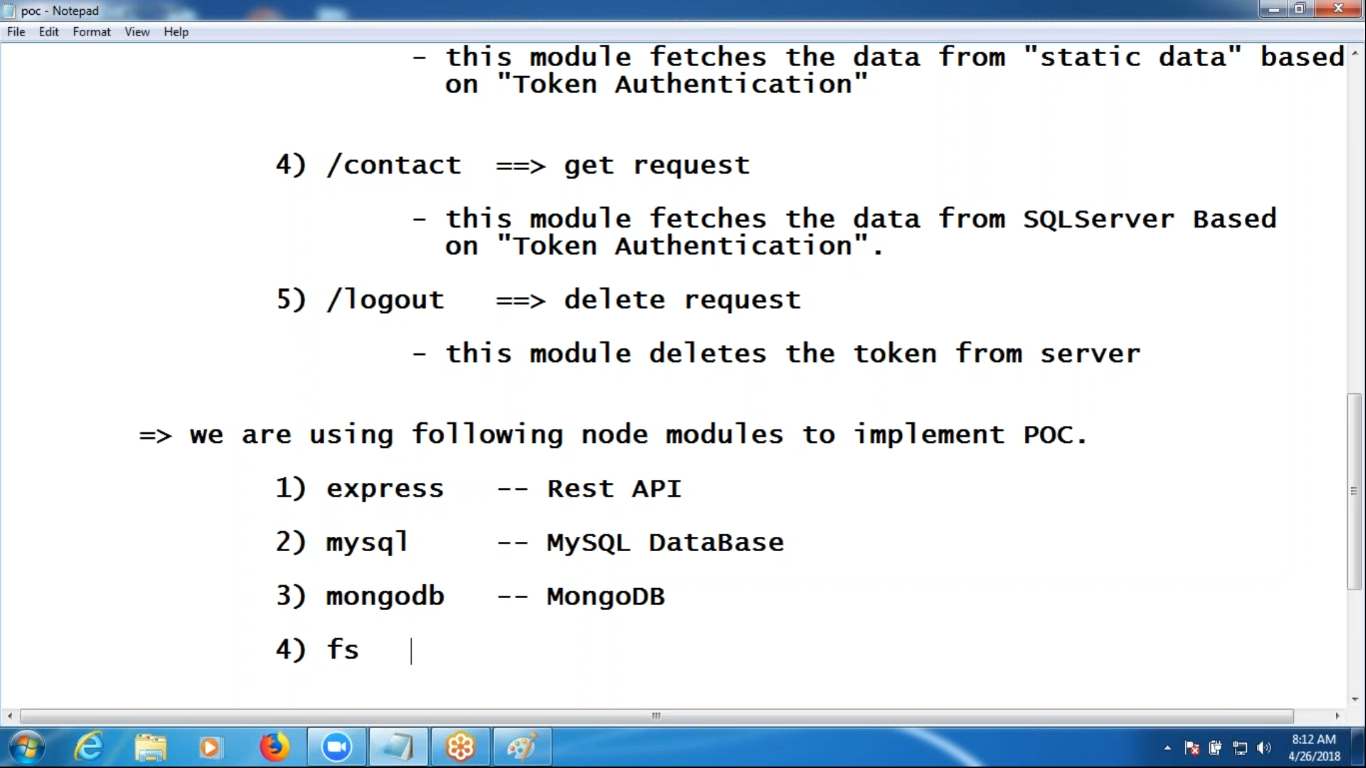 poc - Notepad
File Edit Format View Help
- this module fetches the data from "static data" based
on "Token Authentication"
4) /contact ==> get request
- this module fetches the data from SQLServer Based
on "Token Authentication".
5) /logout ==> delete request
- this module deletes the token from server
=> we are using following node modules to implement POC.
1) express -- Rest API
2) mysql -- MySQL DataBase
3) mongodb -- MongoDB
4) fs
8:12 AM
4/26/2018